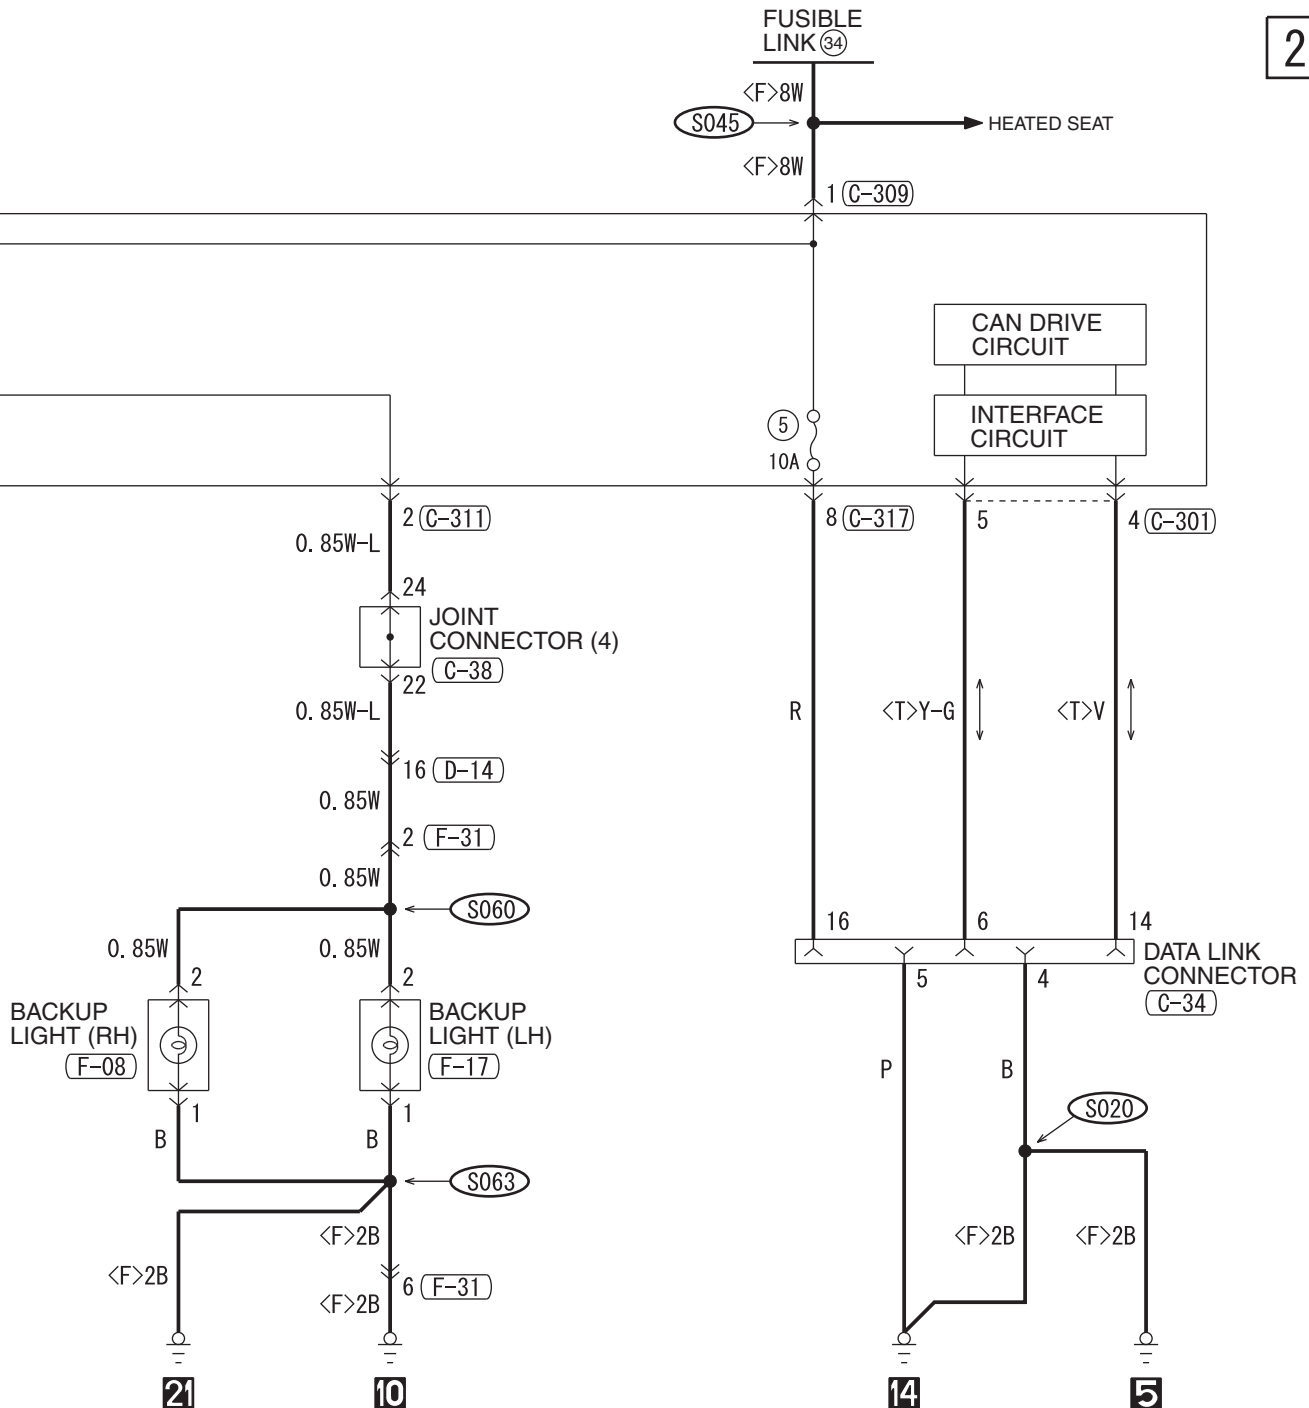 FUSIBLE
LINK 34
2
<F>8W
S045
HEATED SEAT
<F>8W
1 C-309
CAN DRIVE
CIRCUIT
INTERFACE
CIRCUIT
5
10A
2 C-311
8 C-317
5
4 C-301
0.85W-L
24
JOINT
CONNECTOR (4)
C-38
22
0.85W-L
R
<T>Y-G
<T>V
16 D-14
0.85W
2 F-31
0.85W
S060
16
6
14
0.85W
0.85W
DATA LINK
CONNECTOR
C-34
2
2
5
4
BACKUP
LIGHT (RH)
F-08
BACKUP
LIGHT (LH)
F-17
P
B
1
1
S020
B
B
S063
<F>2B
<F>2B
<F>2B
<F>2B
6 F-31
<F>2B
21
10
14
5